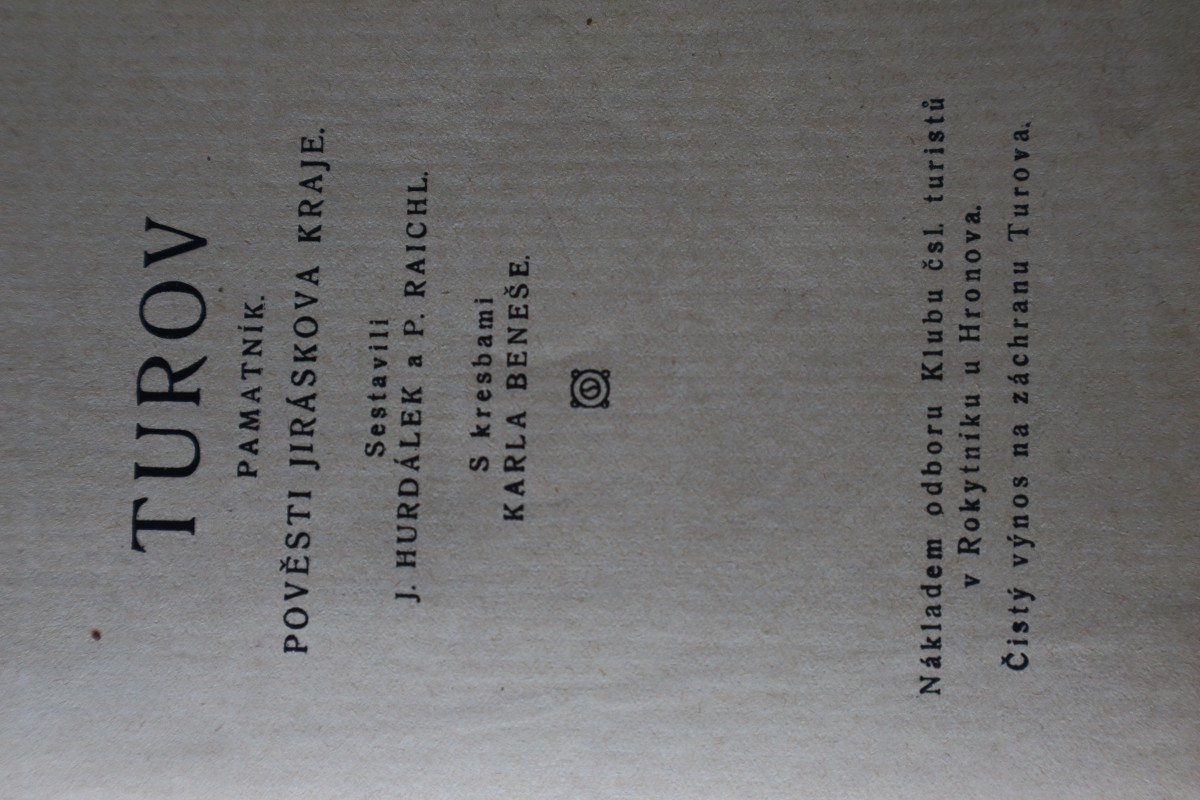 TUROV
PAMATNÍK.
POVĚSTI JIRÁSKOVA KRAJE.
Sestavili
J. HURDÁLEK a P. RAICHL.
S kresbami
KARLA BENEŠE.
Nákladem odboru Klubu čsl. turistů
v Rokytníku u Hronova.
Čistý výnos na záchranu Turova.